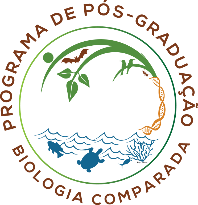 PROGRAMA DE PÓS-GRADUAÇÃO
BIOLOGIA COMPARADA